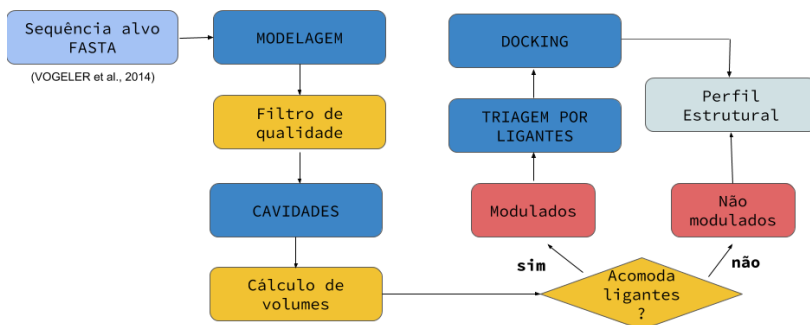 Sequência alvo
FASTA
(VOGELER et al., 2014)
MODELAGEM
Filtro de
qualidade
CAVIDADES
Cálculo de
volumes
Acomoda
ligantes
?
sim
não
Modulados
TRIAGEM POR
LIGANTES
DOCKING
Não
modulados
Perfil
Estrutural